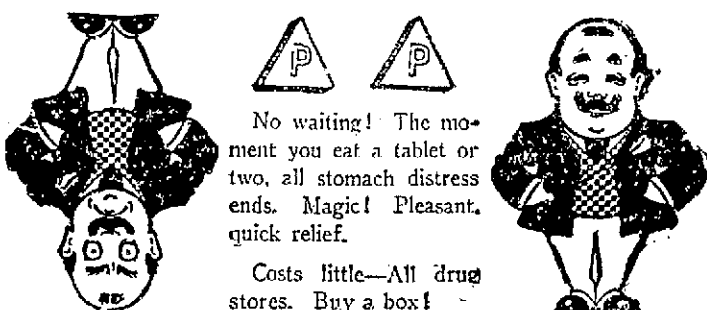 P P
No waiting! The mo-
ment you eat a tablet or
two, all stomach distress
ends. Magic! Pleasant,
quick relief.
Costs little—All drug
stores. Buy a box!